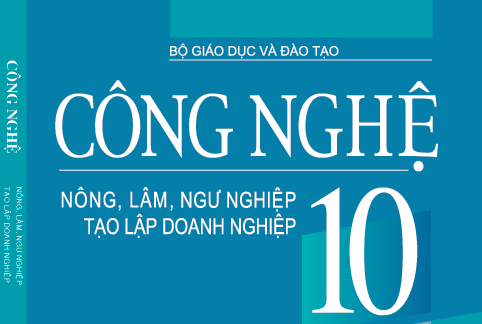 BỘ GIÁO DỤC VÀ ĐÀO TẠO
CÔNG NGHỆ
NÔNG, LÂM, NGƯ NGHIỆP
TẠO LẬP DOANH NGHIỆP
10
CÔNG NGHỆ
NÔNG, LÂM, NGƯ NGHIỆP
TẠO LẬP DOANH NGHIỆP